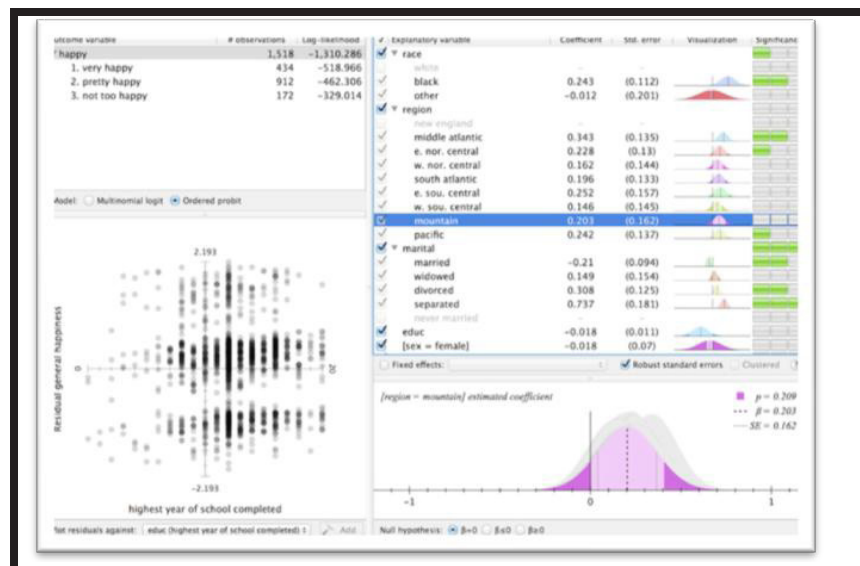 outcome variable # observations Log-likelihood
happy 1,518 −1,310.286
1. very happy 434 −518.966
2. pretty happy 912 −462.306
3. not too happy 172 −329.014
Model: Multinomial logit Ordered probit
2.193
Residual general happiness
0
20
−2.193
highest year of school completed
residuals against: educ (highest year of school completed) Add
Explanatory variable Coefficient Std. error Visualization Significance
race
white - -
black 0.243 (0.112)
other −0.012 (0.201)
region
new england - -
middle atlantic 0.343 (0.135)
e. nor. central 0.228 (0.13)
w. nor. central 0.162 (0.144)
south atlantic 0.196 (0.133)
e. sou. central 0.252 (0.157)
w. sou. central 0.146 (0.145)
mountain 0.203 (0.162)
pacific 0.242 (0.137)
marital
married −0.21 (0.094)
widowed 0.149 (0.154)
divorced 0.308 (0.125)
separated 0.737 (0.181)
never married - -
educ −0.018 (0.011)
[sex = female] −0.018 (0.07)
Fixed effects: Robust standard errors Clustered
[region = mountain] estimated coefficient
p = 0.209
β = 0.203
SE = 0.162
−1 0 1
Null hypothesis: β=0 β≤0 β≥0